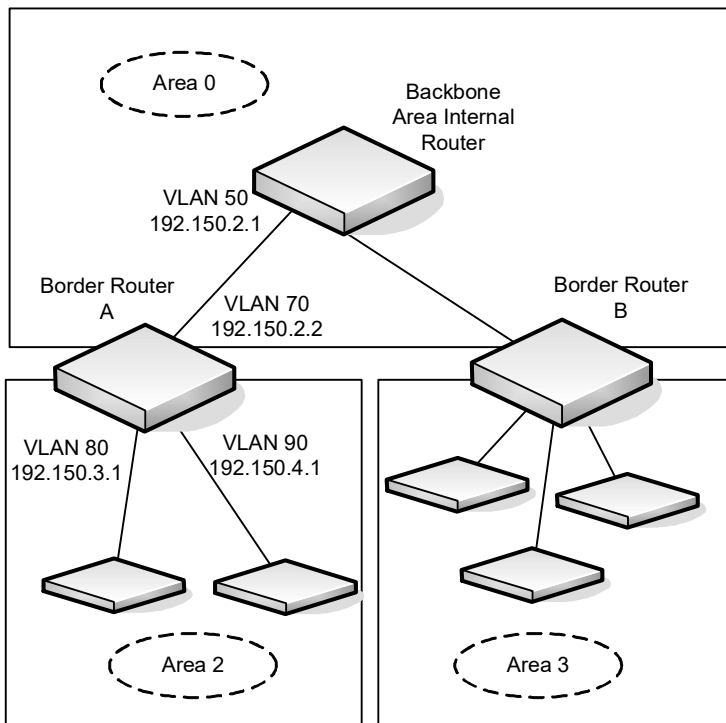 Area 0
Backbone
Area Internal
Router
VLAN 50
192.150.2.1
Border Router
A
VLAN 70
192.150.2.2
Border Router
B
VLAN 80
192.150.3.1
VLAN 90
192.150.4.1
Area 2
Area 3